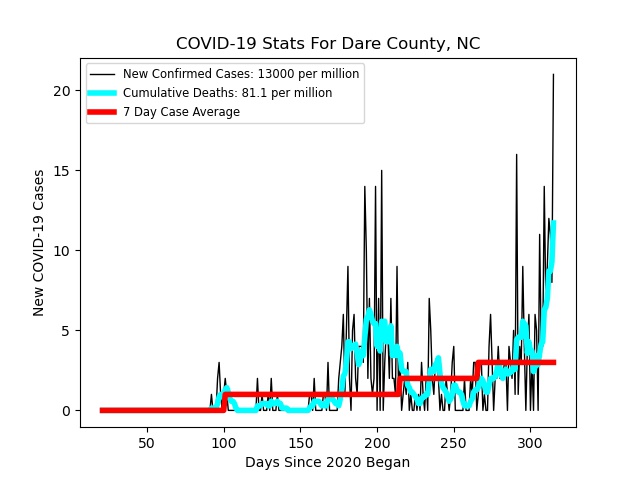 COVID-19 Stats For Dare County, NC
New Confirmed Cases: 13000 per million
Cumulative Deaths: 81.1 per million
7 Day Case Average
New COVID-19 Cases
20
15
10
5
0
50 100 150 200 250 300
Days Since 2020 Began